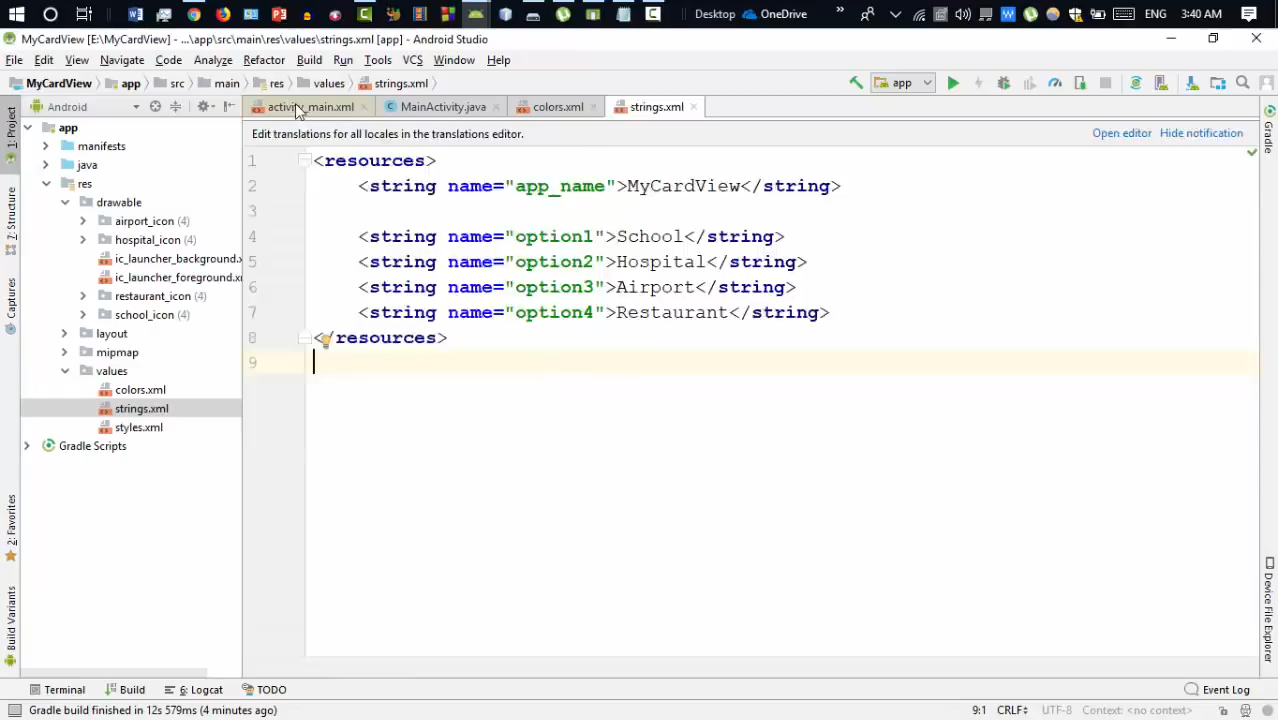 Desktop OneDrive » ENG 3:40 AM
MyCardView [E:\MyCardView] - ...\app\src\main\res\values\strings.xml [app] - Android Studio
File Edit View Navigate Code Analyze Refactor Build Run Tools VCS Window Help
MyCardView app src main res values strings.xml app
Android activity_main.xml MainActivity.java colors.xml strings.xml
1: Project
Z: Structure
Captures
2: Favorites
Build Variants
app
manifests
java
res
drawable
airport_icon (4)
hospital_icon (4)
ic_launcher_background.x
ic_launcher_foreground.xr
restaurant_icon (4)
school_icon (4)
layout
mipmap
values
colors.xml
strings.xml
styles.xml
Gradle Scripts
Edit translations for all locales in the translations editor. Open editor Hide notification
1 <resources>
2 <string name="app_name">MyCardView</string>
3
4 <string name="option1">School</string>
5 <string name="option2">Hospital</string>
6 <string name="option3">Airport</string>
7 <string name="option4">Restaurant</string>
8 </resources>
9
Gradle
Device File Explorer
Terminal Build 6: Logcat TODO Event Log
Gradle build finished in 12s 579ms (4 minutes ago) 9:1 CRLF UTF-8 Context: <no context>